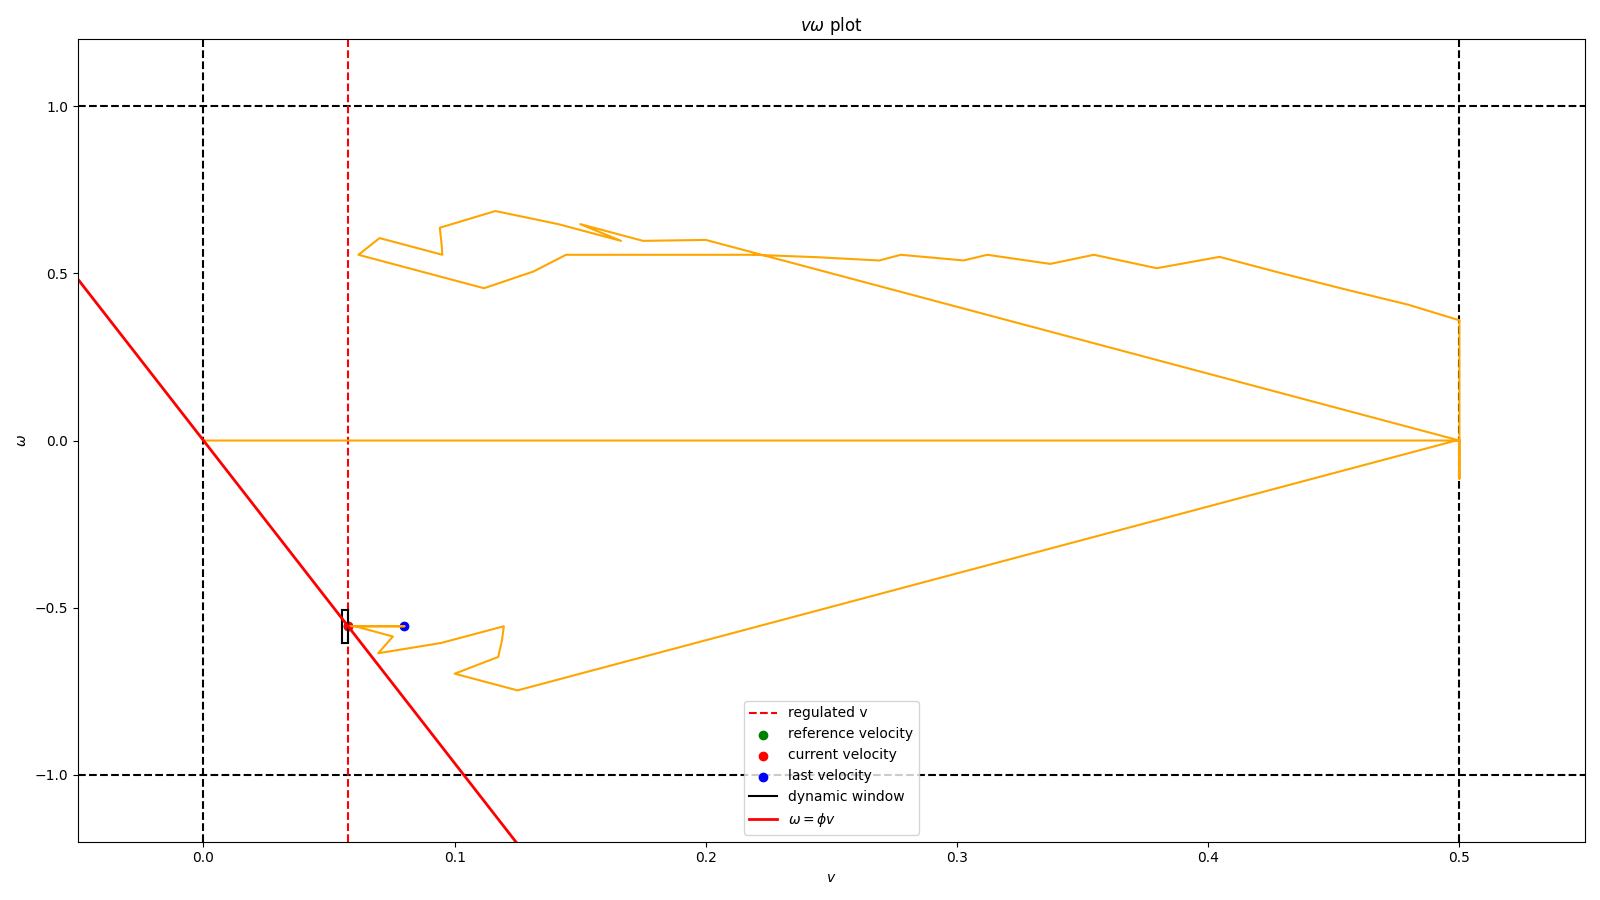 vω plot
1.0
0.5
0.0
−0.5
−1.0
ω
0.0
0.1
0.2
0.3
0.4
0.5
v
regulated v
reference velocity
current velocity
last velocity
dynamic window
ω = ϕv